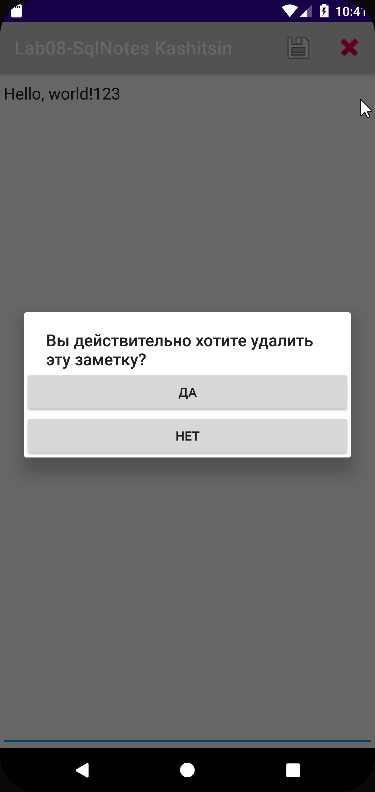 10:41
Lab08-SqlNotes Kashitsin
Hello, world!123
Вы действительно хотите удалить
эту заметку?
ДА
НЕТ